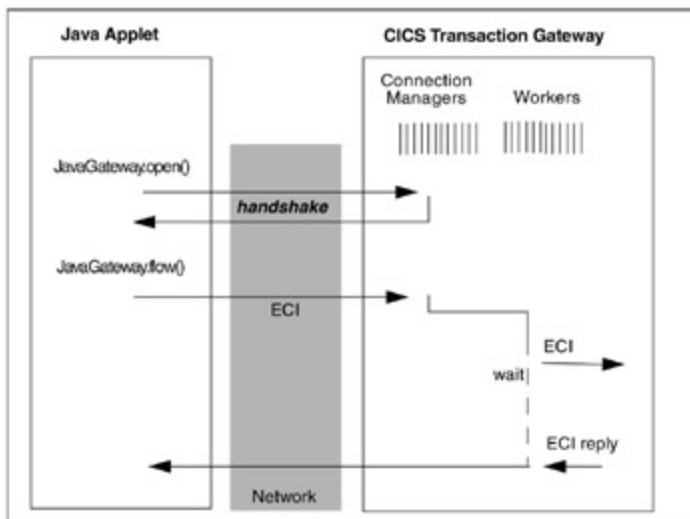 Java Applet
CICS Transaction Gateway
Connection
Managers
Workers
JavaGateway.open()
handshake
JavaGateway.flow()
ECI
ECI
wait
ECI reply
Network